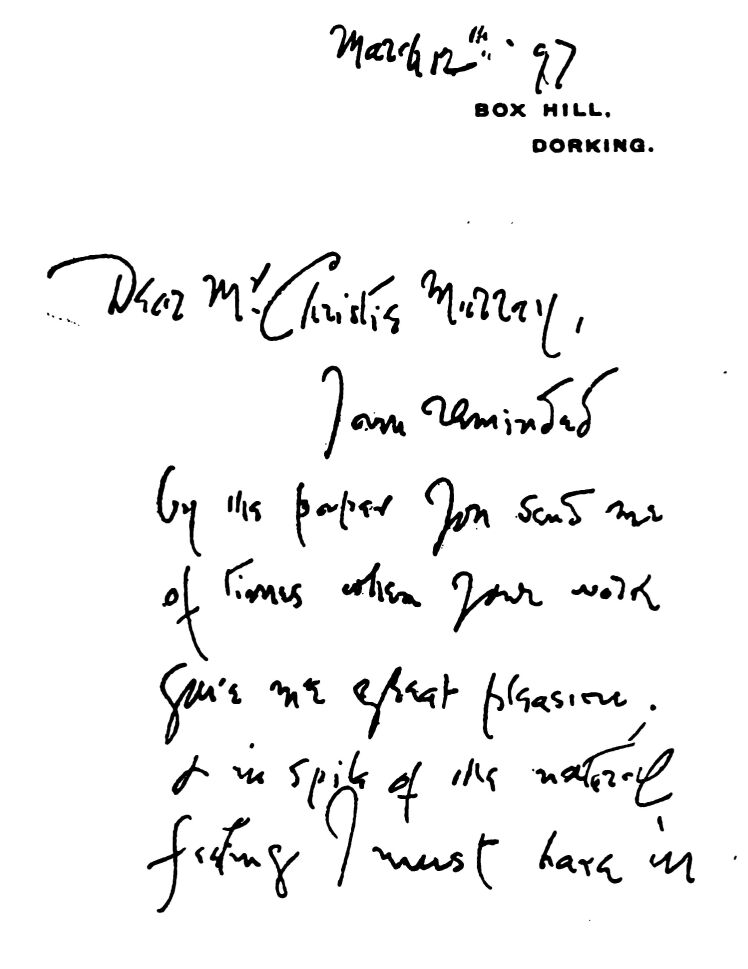 March 12th. 97
BOX HILL,
DORKING.
Dear Mr. Christie Murray,
I am reminded
by the paper you send me
of times when your work
gave me great pleasure.
& in spite of the natural
feeling I must have in